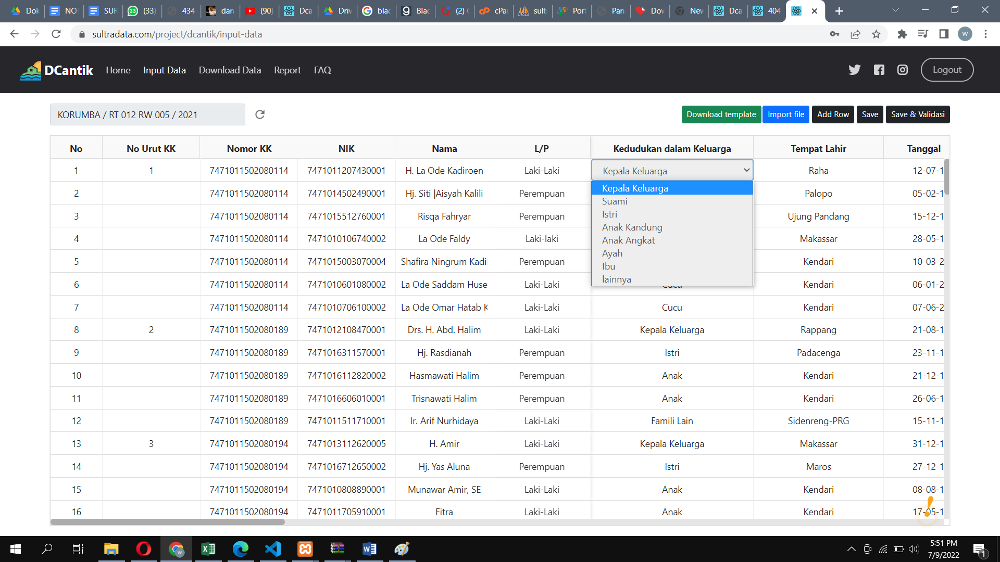 Dok NOT SUR (33) 434 dan (90) Dca Driv blac Blac (2) cPan sult Port Pan Dov Nev Dca 404
sultradata.com/project/dcantik/input-data
W
DCantik Home Input Data Download Data Report FAQ Logout
KORUMBA / RT 012 RW 005 / 2021
Download template Import file Add Row Save Save & Validasi
No No Urut KK Nomor KK NIK Nama L/P Kedudukan dalam Keluarga Tempat Lahir Tanggal
1 1 7471011502080114 7471011207430001 H. La Ode Kadiroen Laki-Laki Kepala Keluarga Raha 12-07-1
Kepala Keluarga
Suami
Istri
Anak Kandung
Anak Angkat
Ayah
Ibu
lainnya
2 7471011502080114 7471014502490001 Hj. Siti |Aisyah Kalili Perempuan Palopo 05-02-1
3 7471011502080114 7471015512760001 Risqa Fahryar Perempuan Ujung Pandang 15-12-1
4 7471011502080114 7471010106740002 La Ode Faldy Laki-laki Makassar 28-05-1
5 7471011502080114 7471015003070004 Shafira Ningrum Kadi Perempuan Kendari 10-03-2
6 7471011502080114 7471010601080002 La Ode Saddam Huse Laki-Laki Cucu Kendari 06-01-2
7 7471011502080114 7471010706100002 La Ode Omar Hatab K Laki-Laki Cucu Kendari 07-06-2
8 2 7471011502080189 7471012108470001 Drs. H. Abd. Halim Laki-Laki Kepala Keluarga Rappang 21-08-1
9 7471011502080189 7471016311570001 Hj. Rasdianah Perempuan Istri Padacenga 23-11-1
10 7471011502080189 7471016112820002 Hasmawati Halim Perempuan Anak Kendari 21-12-1
11 7471011502080189 7471016606010001 Trisnawati Halim Perempuan Anak Kendari 26-06-1
12 7471011502080189 7471011511710001 Ir. Arif Nurhidaya Laki-Laki Famili Lain Sidenreng-PRG 15-11-1
13 3 7471011502080194 7471013112620005 H. Amir Laki-Laki Kepala Keluarga Makassar 31-12-1
14 7471011502080194 7471016712650002 Hj. Yas Aluna Perempuan Istri Maros 27-12-1
15 7471011502080194 7471010808890001 Munawar Amir, SE Laki-Laki Anak Kendari 08-08-1
16 7471011502080194 7471011705910001 Fitra Laki-Laki Anak Kendari 17-05-1
5:51 PM
7/9/2022
1